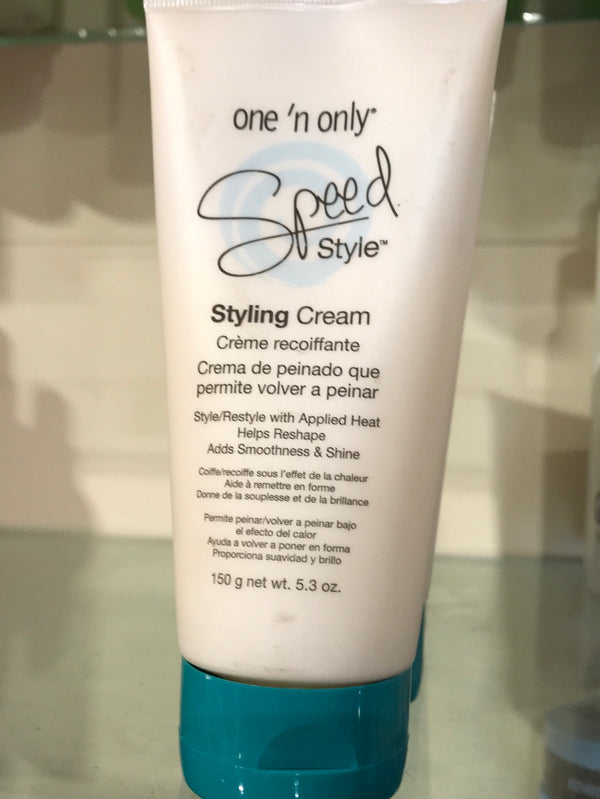 one 'n only®
Speed
Style™
Styling Cream
Crème recoiffante
Crema de peinado que
permite volver a peinar
Style/Restyle with Applied Heat
Helps Reshape
Adds Smoothness & Shine
Coiffe/recoiffe sous l'effet de la chaleur
Aide à remettre en forme
Donne de la souplesse et de la brillance
Permite peinar/volver a peinar bajo
el efecto del calor
Ayuda a volver a poner en forma
Proporciona suavidad y brillo
150 g net wt. 5.3 oz.